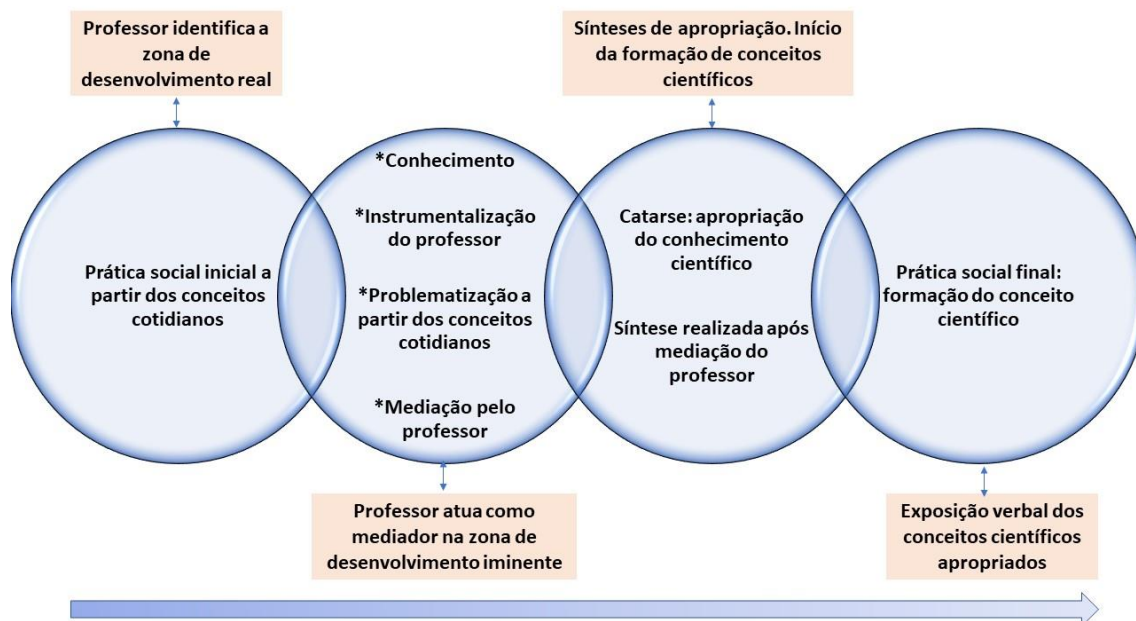 Professor identifica a
zona de
desenvolvimento real
Sínteses de apropriação. Início
da formação de conceitos
científicos
Prática social inicial a
partir dos conceitos
cotidianos
*Conhecimento
*Instrumentalização
do professor
*Problematização a
partir dos conceitos
cotidianos
*Mediação pelo
professor
Catarse: apropriação
do conhecimento
científico
Síntese realizada após
mediação do
professor
Prática social final:
formação do conceito
científico
Professor atua como
mediador na zona de
desenvolvimento iminente
Exposição verbal dos
conceitos científicos
apropriados